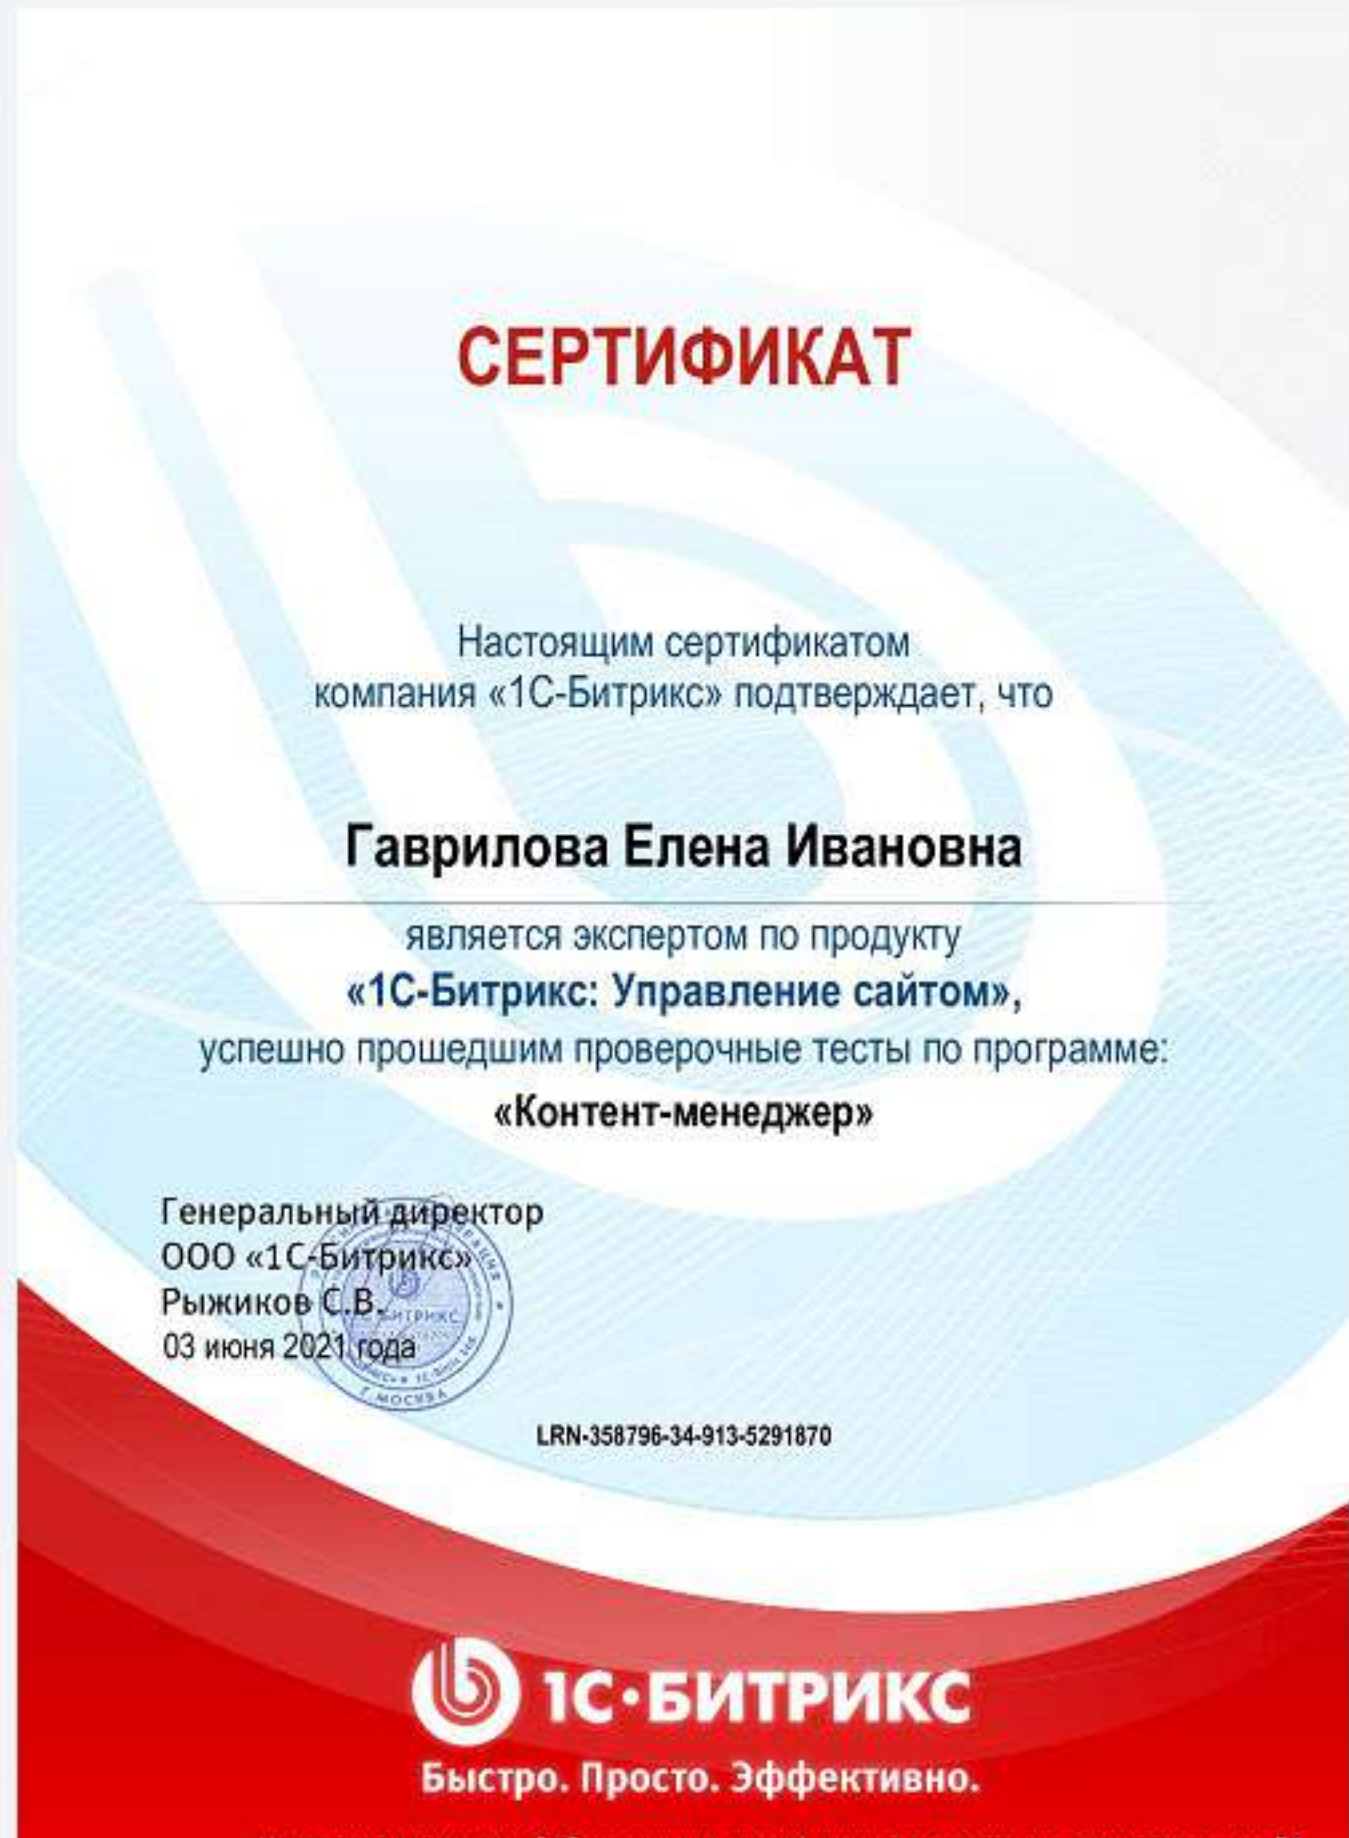 СЕРТИФИКАТ
Настоящим сертификатом
компания «1С-Битрикс» подтверждает, что
Гаврилова Елена Ивановна
является экспертом по продукту
«1С-Битрикс: Управление сайтом»,
успешно прошедшим проверочные тесты по программе:
«Контент-менеджер»
Генеральный директор
ООО «1С-Битрикс»
Рыжиков С.В.
03 июня 2021 года
БИТРИКС
Г. МОСКВА
LRN-358796-34-913-5291870
1С·БИТРИКС
Быстро. Просто. Эффективно.